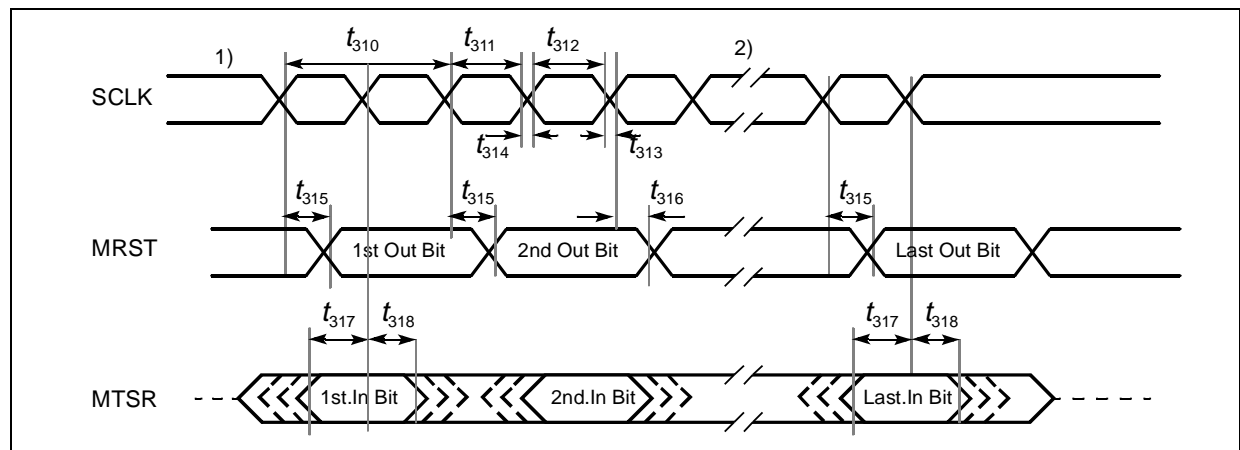 1) t310 t311 t312 2)
SCLK
t314 t313
t315 t315 t316 t315
MRST 1st Out Bit 2nd Out Bit Last Out Bit
t317 t318 t317 t318
MTSR 1st.In Bit 2nd.In Bit Last.In Bit